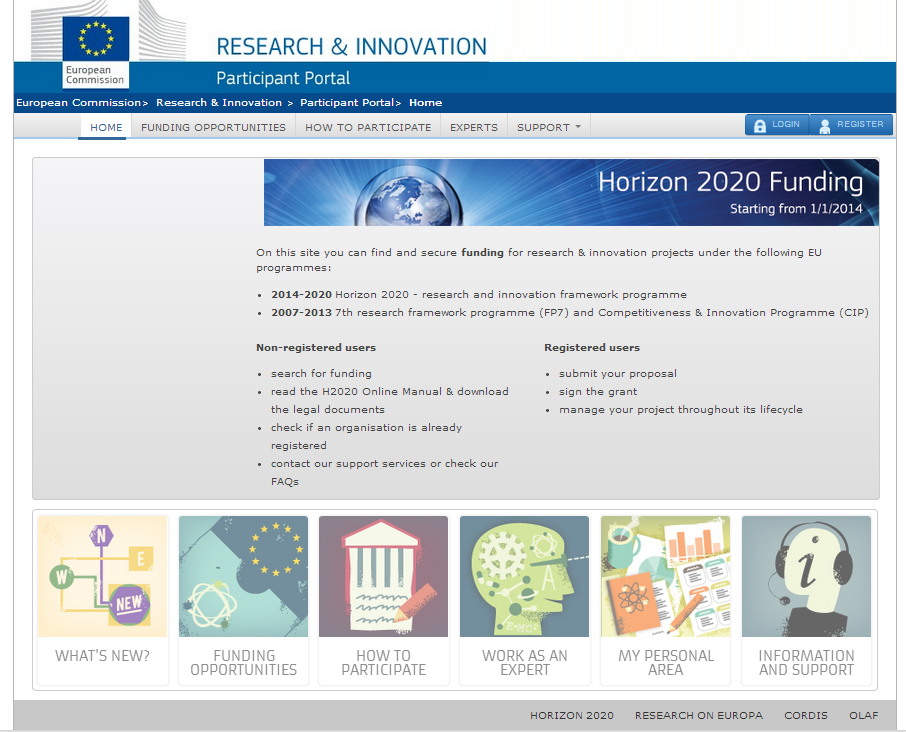 RESEARCH & INNOVATION
European
Commission
Participant Portal
European Commission> Research & Innovation > Participant Portal> Home
HOME FUNDING OPPORTUNITIES HOW TO PARTICIPATE EXPERTS SUPPORT LOGIN REGISTER
Horizon 2020 Funding
Starting from 1/1/2014
On this site you can find and secure funding for research & innovation projects under the following EU
programmes:
• 2014-2020 Horizon 2020 - research and innovation framework programme
• 2007-2013 7th research framework programme (FP7) and Competitiveness & Innovation Programme (CIP)
Non-registered users
• search for funding
• read the H2020 Online Manual & download
the legal documents
• check if an organisation is already
registered
• contact our support services or check our
FAQs
Registered users
• submit your proposal
• sign the grant
• manage your project throughout its lifecycle
N
E
W
NEW
WHAT'S NEW?
FUNDING
OPPORTUNITIES
HOW TO
PARTICIPATE
E=MC2
WORK AS AN
EXPERT
MY PERSONAL
AREA
i
INFORMATION
AND SUPPORT
HORIZON 2020 RESEARCH ON EUROPA CORDIS OLAF